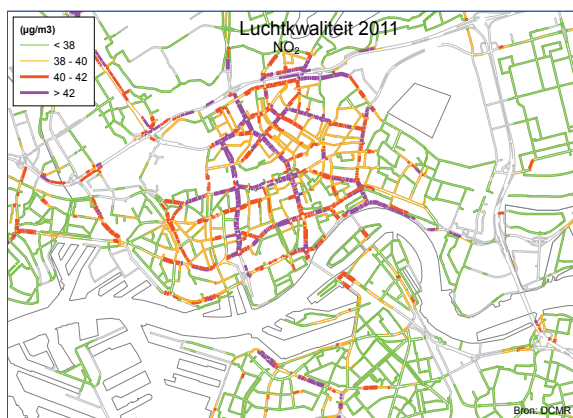 Luchtkwaliteit 2011
NO₂
(µg/m3)
< 38
38 - 40
40 - 42
> 42
Bron: DCMR